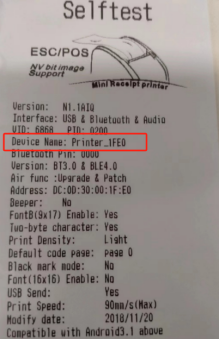 Selftest
ESC/POS
NV bit image
Support
Mini Receipt printer
Version: N1.1AIQ
Interface: USB & Bluetooth & Audio
VID: 6868 PID: 0200
Device Name: Printer_1FE0
Bluetooth Pin: 0000
Version: BT3.0 & BLE4.0
Air func :Upgrade & Patch
Address: DC:0D:30:00:1F:E0
Beeper: No
FontB(9x17) Enable: Yes
Two-byte character: Yes
Print Density: Light
Default code page: page 0
Black mark mode: No
Font(16x16) Enable: No
USB Send: Yes
Print Speed: 90mm/s(Max)
Modify date: 2018/11/20
Compatible with Android3.1 above